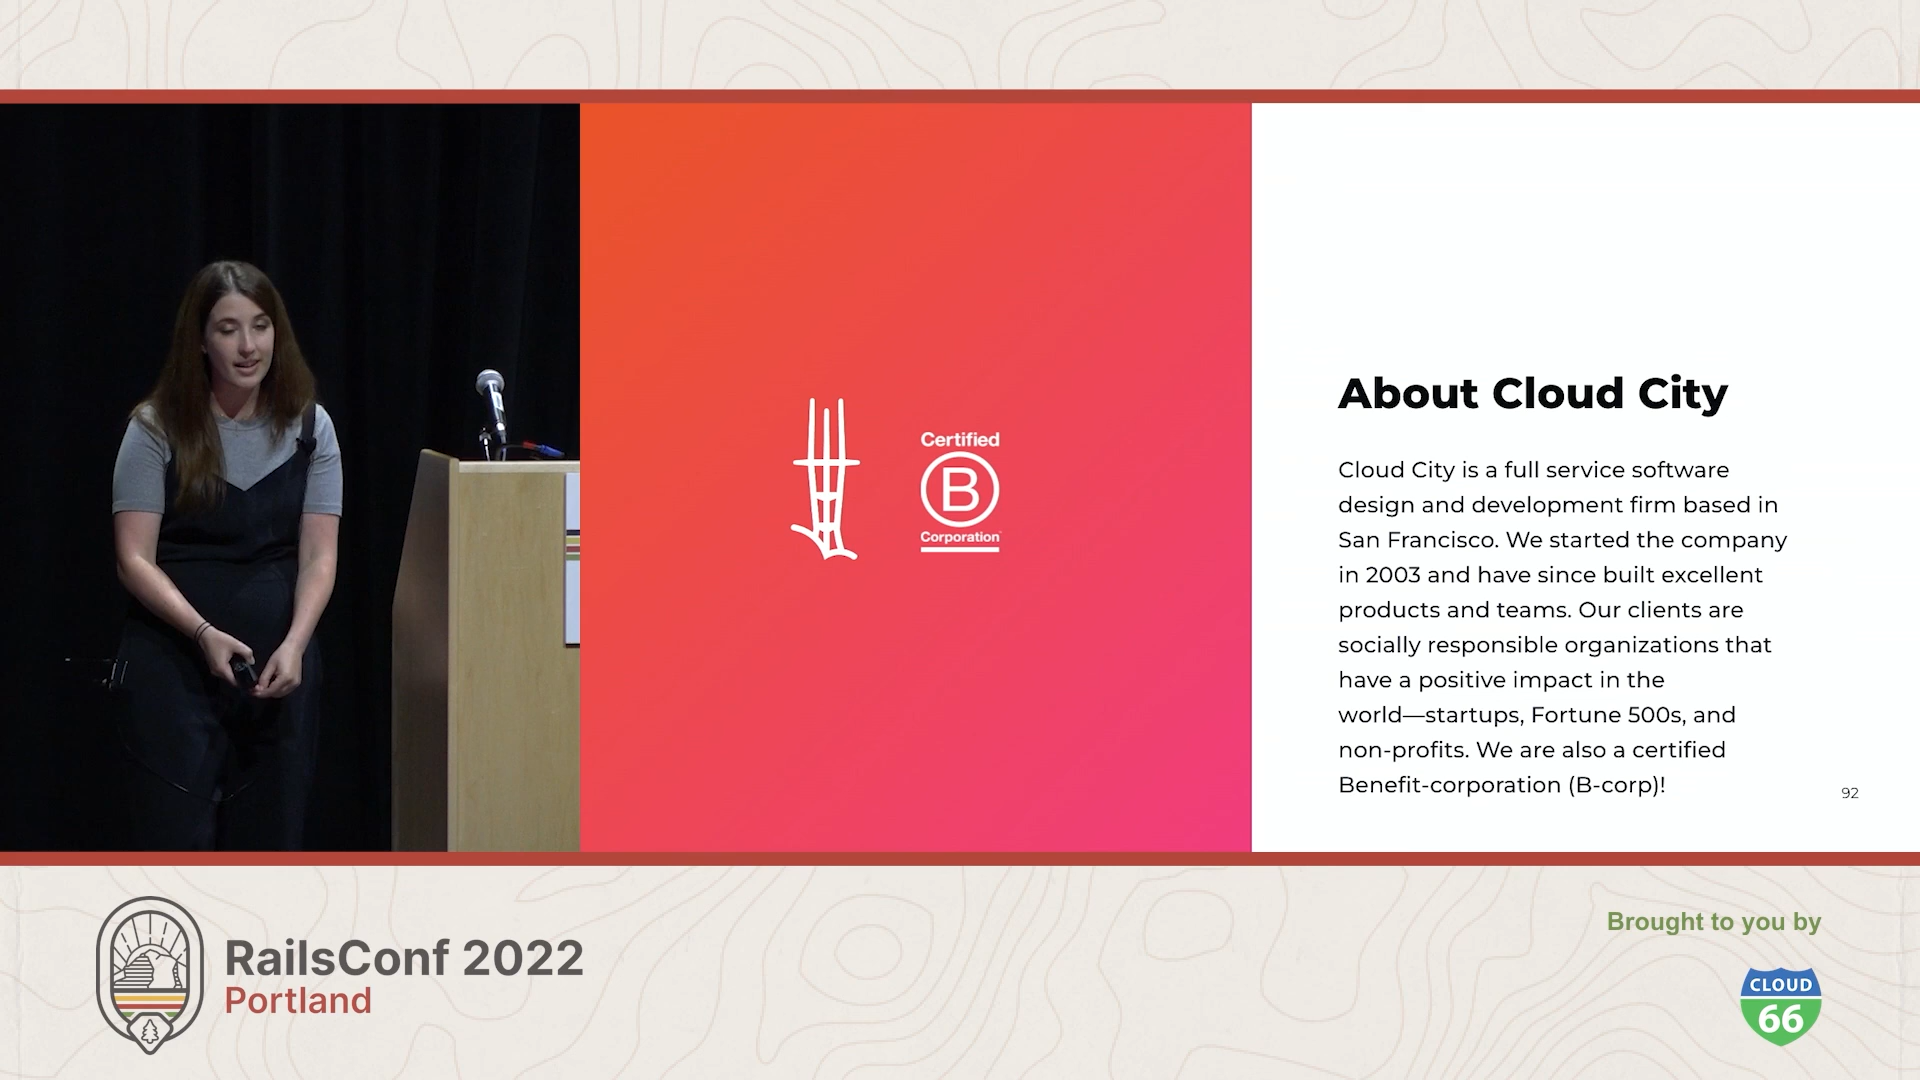 Certified
B
Corporation
About Cloud City
Cloud City is a full service software
design and development firm based in
San Francisco. We started the company
in 2003 and have since built excellent
products and teams. Our clients are
socially responsible organizations that
have a positive impact in the
world—startups, Fortune 500s, and
non-profits. We are also a certified
Benefit-corporation (B-corp)!
92
RailsConf 2022
Portland
Brought to you by
CLOUD
66